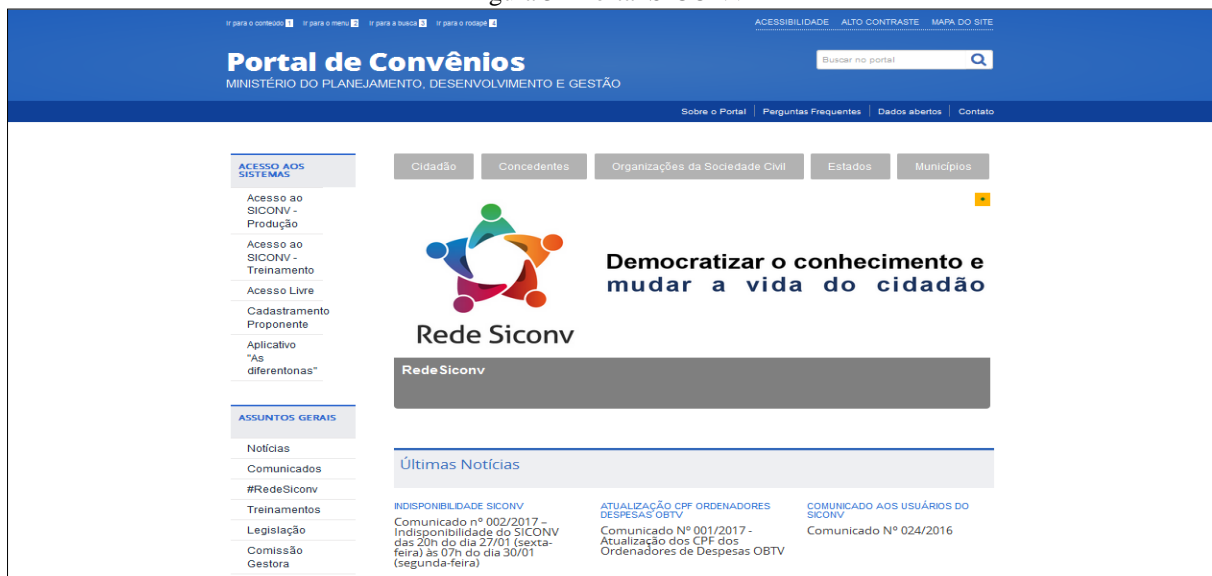 Ir para o conteúdo 1 Ir para o menu 2 Ir para a busca 3 Ir para o rodapé 4
ACESSIBILIDADE ALTO CONTRASTE MAPA DO SITE
Portal de Convênios
MINISTÉRIO DO PLANEJAMENTO, DESENVOLVIMENTO E GESTÃO
Buscar no portal
Sobre o Portal Perguntas Frequentes Dados abertos Contato
ACESSO AOS
SISTEMAS
Acesso ao
SICONV -
Produção
Acesso ao
SICONV -
Treinamento
Acesso Livre
Cadastramento
Proponente
Aplicativo
"As
diferentonas"
ASSUNTOS GERAIS
Notícias
Comunicados
#RedeSiconv
Treinamentos
Legislação
Comissão
Gestora
Cidadão Concedentes Organizações da Sociedade Civil Estados Municípios
Rede Siconv
Democratizar o conhecimento e
mudar a vida do cidadão
RedeSiconv
Últimas Notícias
INDISPONIBILIDADE SICONV
Comunicado nº 002/2017 –
Indisponibilidade do SICONV
das 20h do dia 27/01 (sexta-
feira) às 07h do dia 30/01
(segunda-feira)
ATUALIZAÇÃO CPF ORDENADORES
DESPESAS OBTV
Comunicado Nº 001/2017 -
Atualização dos CPF dos
Ordenadores de Despesas OBTV
COMUNICADO AOS USUÁRIOS DO
SICONV
Comunicado Nº 024/2016